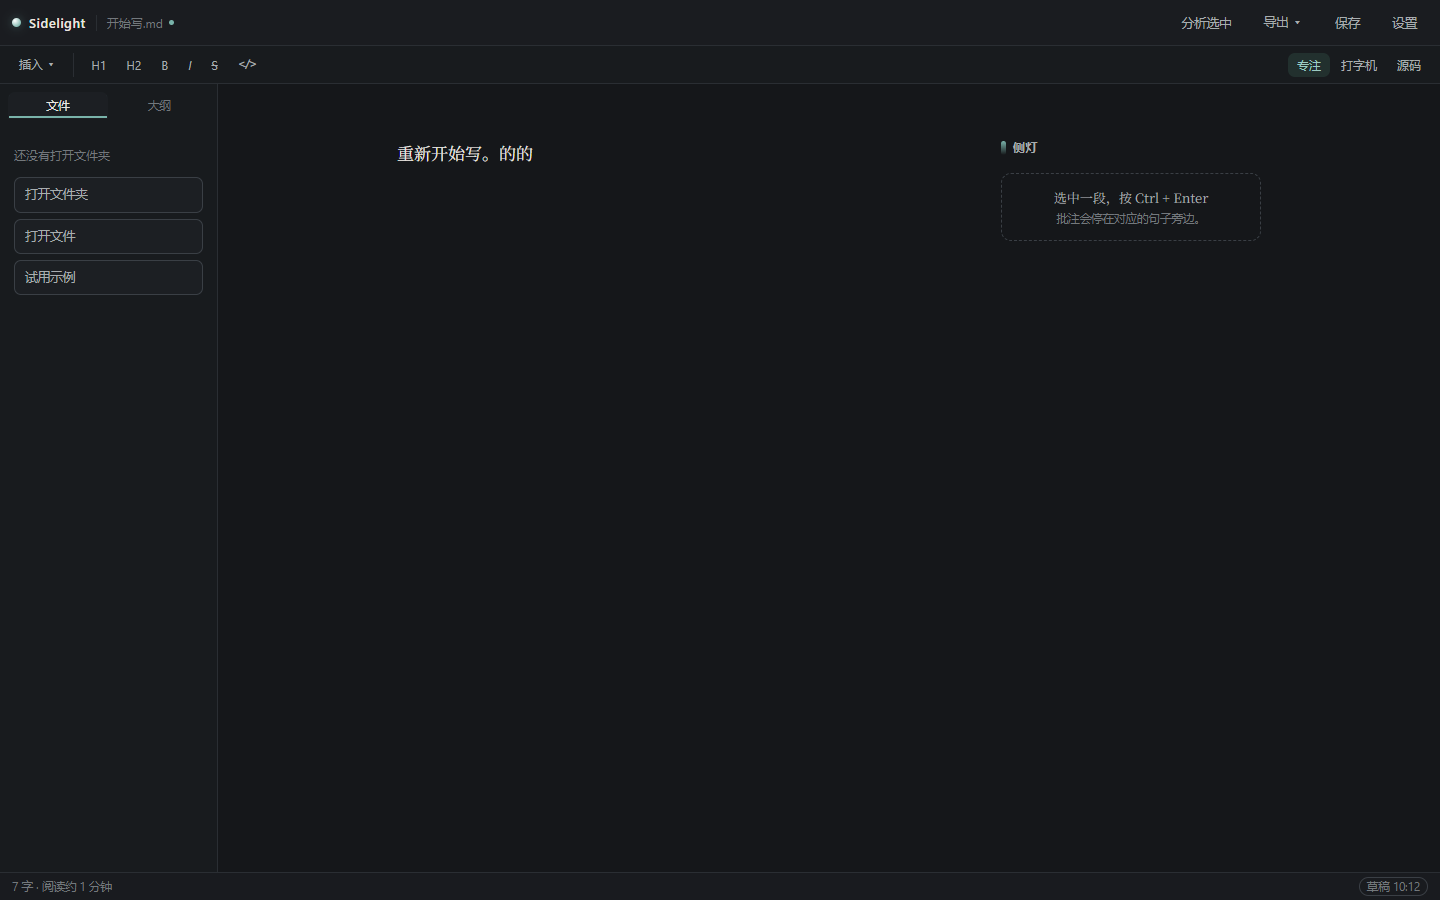 Sidelight
开始写.md
分析选中
导出
保存
设置
插入
H1
H2
B
I
S
</>
专注
打字机
源码
文件
大纲
还没有打开文件夹
打开文件夹
打开文件
试用示例
重新开始写。的的
侧灯
选中一段，按 Ctrl + Enter
批注会停在对应的句子旁边。
7 字 · 阅读约 1 分钟
草稿 10:12